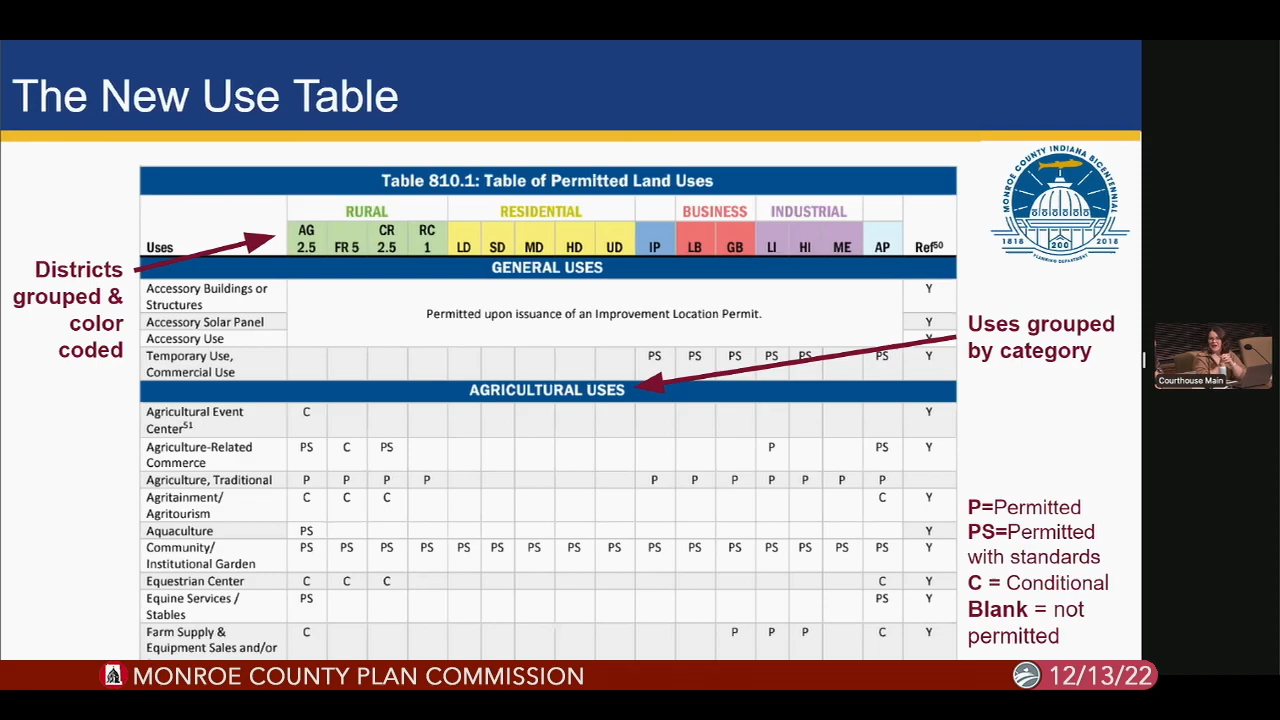 The New Use Table
Table 810.1: Table of Permitted Land Uses
RURAL RESIDENTIAL BUSINESS INDUSTRIAL
Uses AG 2.5 FR 5 CR 2.5 RC 1 LD SD MD HD UD IP LB GB LI HI ME AP Ref50
GENERAL USES
Accessory Buildings or Structures Y
Permitted upon issuance of an Improvement Location Permit.
Accessory Solar Panel Y
Accessory Use Y
Temporary Use, Commercial Use PS PS PS PS PS PS Y
AGRICULTURAL USES
Agricultural Event Center51 C Y
Agriculture-Related Commerce PS C PS P PS Y
Agriculture, Traditional P P P P P P P P P P P
Agritainment/ Agritourism C C C C Y
Aquaculture PS Y
Community/ Institutional Garden PS PS PS PS PS PS PS PS PS PS PS PS PS PS PS PS Y
Equestrian Center C C C C Y
Equine Services / Stables PS PS Y
Farm Supply & Equipment Sales and/or C P P P C Y
Districts
grouped &
color
coded
Uses grouped
by category
P=Permitted
PS=Permitted
with standards
C = Conditional
Blank = not
permitted
MONROE COUNTY INDIANA BICENTENNIAL
1818 200 2018
PLANNING DEPARTMENT
Courthouse Main
MONROE COUNTY PLAN COMMISSION
12/13/22